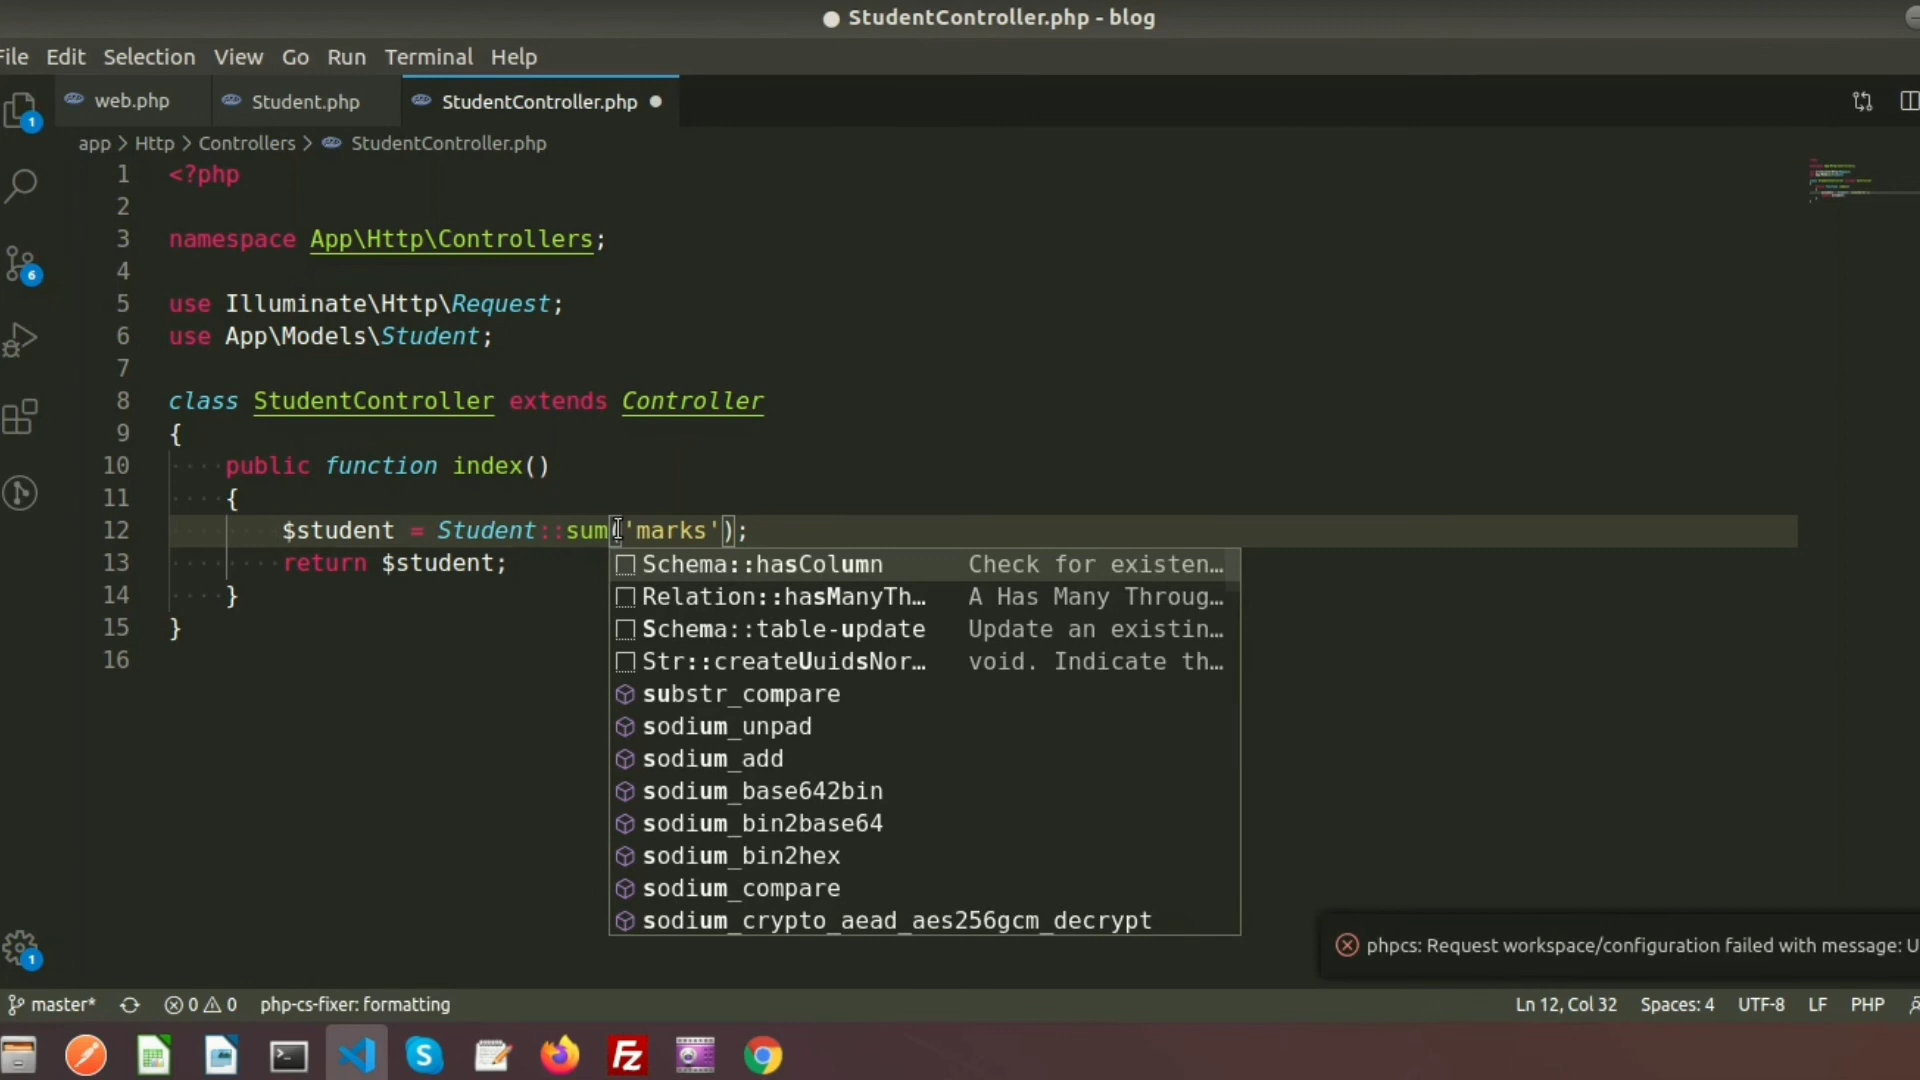 StudentController.php - blog
File Edit Selection View Go Run Terminal Help
web.php Student.php StudentController.php
app > Http > Controllers > StudentController.php
1 <?php
2
3 namespace App\Http\Controllers;
4
5 use Illuminate\Http\Request;
6 use App\Models\Student;
7
8 class StudentController extends Controller
9 {
10 public function index()
11 {
12 $student = Student::sum('marks');
13 return $student;
14 }
15 }
16
Schema::hasColumn Check for existen…
Relation::hasManyTh… A Has Many Throug…
Schema::table-update Update an existin…
Str::createUuidsNor… void. Indicate th…
substr_compare
sodium_unpad
sodium_add
sodium_base642bin
sodium_bin2base64
sodium_bin2hex
sodium_compare
sodium_crypto_aead_aes256gcm_decrypt
1
6
1
phpcs: Request workspace/configuration failed with message: U
master* 0 0 php-cs-fixer: formatting Ln 12, Col 32 Spaces: 4 UTF-8 LF PHP
S
FZ